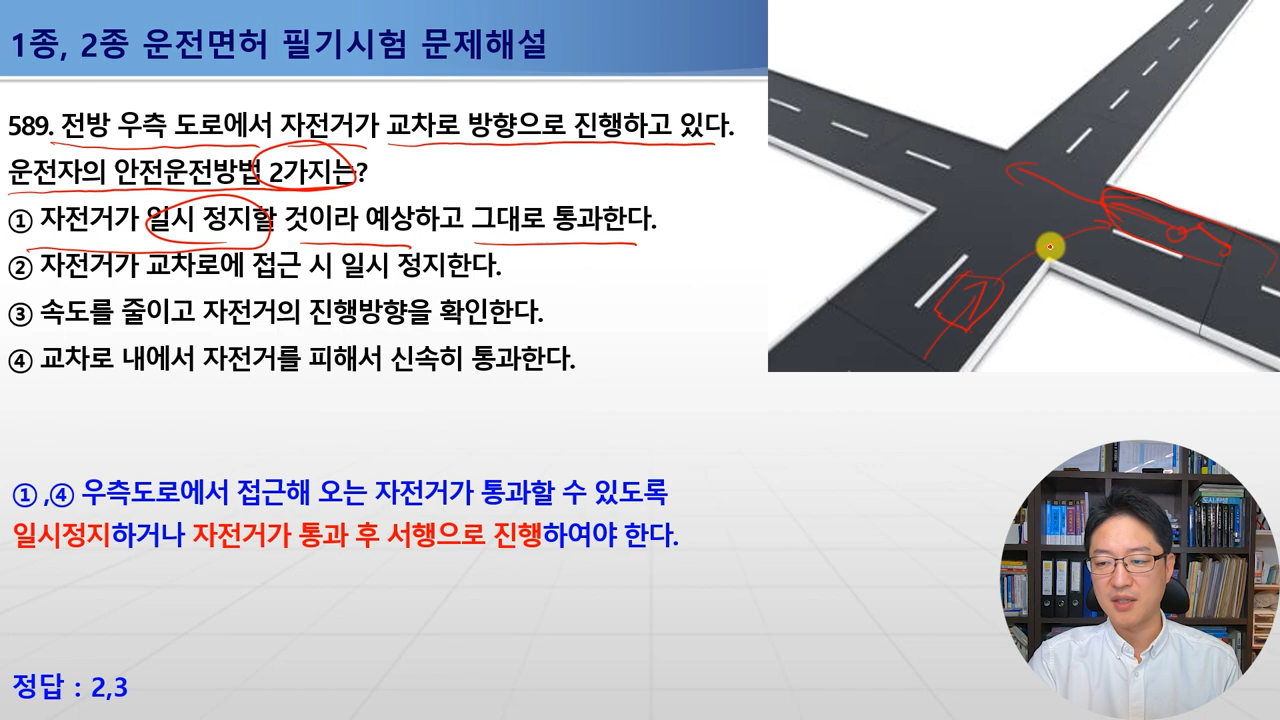 1종, 2종 운전면허 필기시험 문제해설
589. 전방 우측 도로에서 자전거가 교차로 방향으로 진행하고 있다.
운전자의 안전운전방법 2가지는?
① 자전거가 일시 정지할 것이라 예상하고 그대로 통과한다.
② 자전거가 교차로에 접근 시 일시 정지한다.
③ 속도를 줄이고 자전거의 진행방향을 확인한다.
④ 교차로 내에서 자전거를 피해서 신속히 통과한다.
① ,④ 우측도로에서 접근해 오는 자전거가 통과할 수 있도록
일시정지하거나 자전거가 통과 후 서행으로 진행하여야 한다.
정답 : 2,3